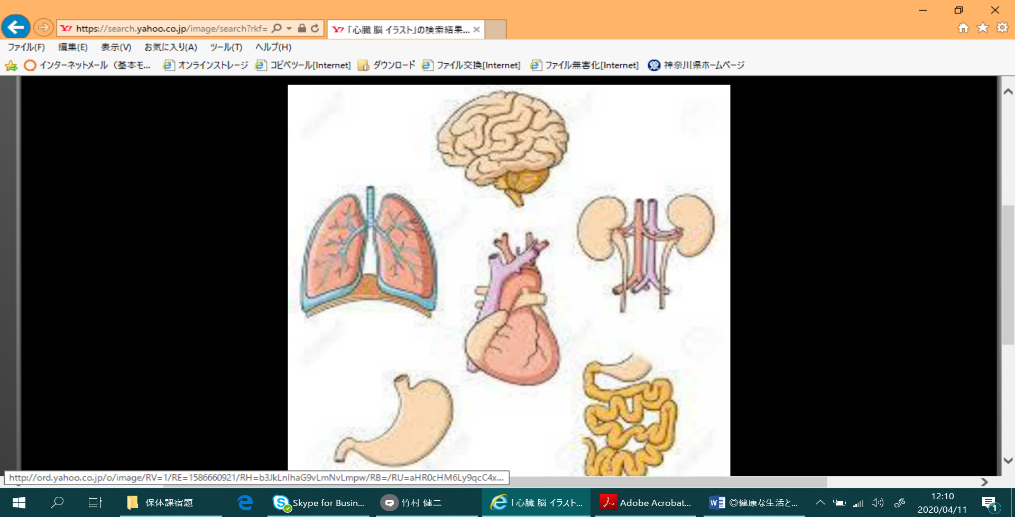 https://search.yahoo.co.jp/image/search?rkf=
「心臓 脳 イラスト」の検索結果...
ファイル(F) 編集(E) 表示(V) お気に入り(A) ツール(T) ヘルプ(H)
インターネットメール（基本モ... オンラインストレージ コピペツール[Internet] ダウンロード ファイル交換[Internet] ファイル無害化[Internet] 神奈川県ホームページ
http://ord.yahoo.co.jp/o/image/RV=1/RE=1586660921/RH=b3JkLnlhaG9vLmNvLmpw/RB=/RU=aHR0cHM6Ly9qcC4x...
保体課宿題 Skype for Busin... 竹村 健二 「心臓 脳 イラスト... Adobe Acrobat... ◎健康な生活と...
12:10
2020/04/11